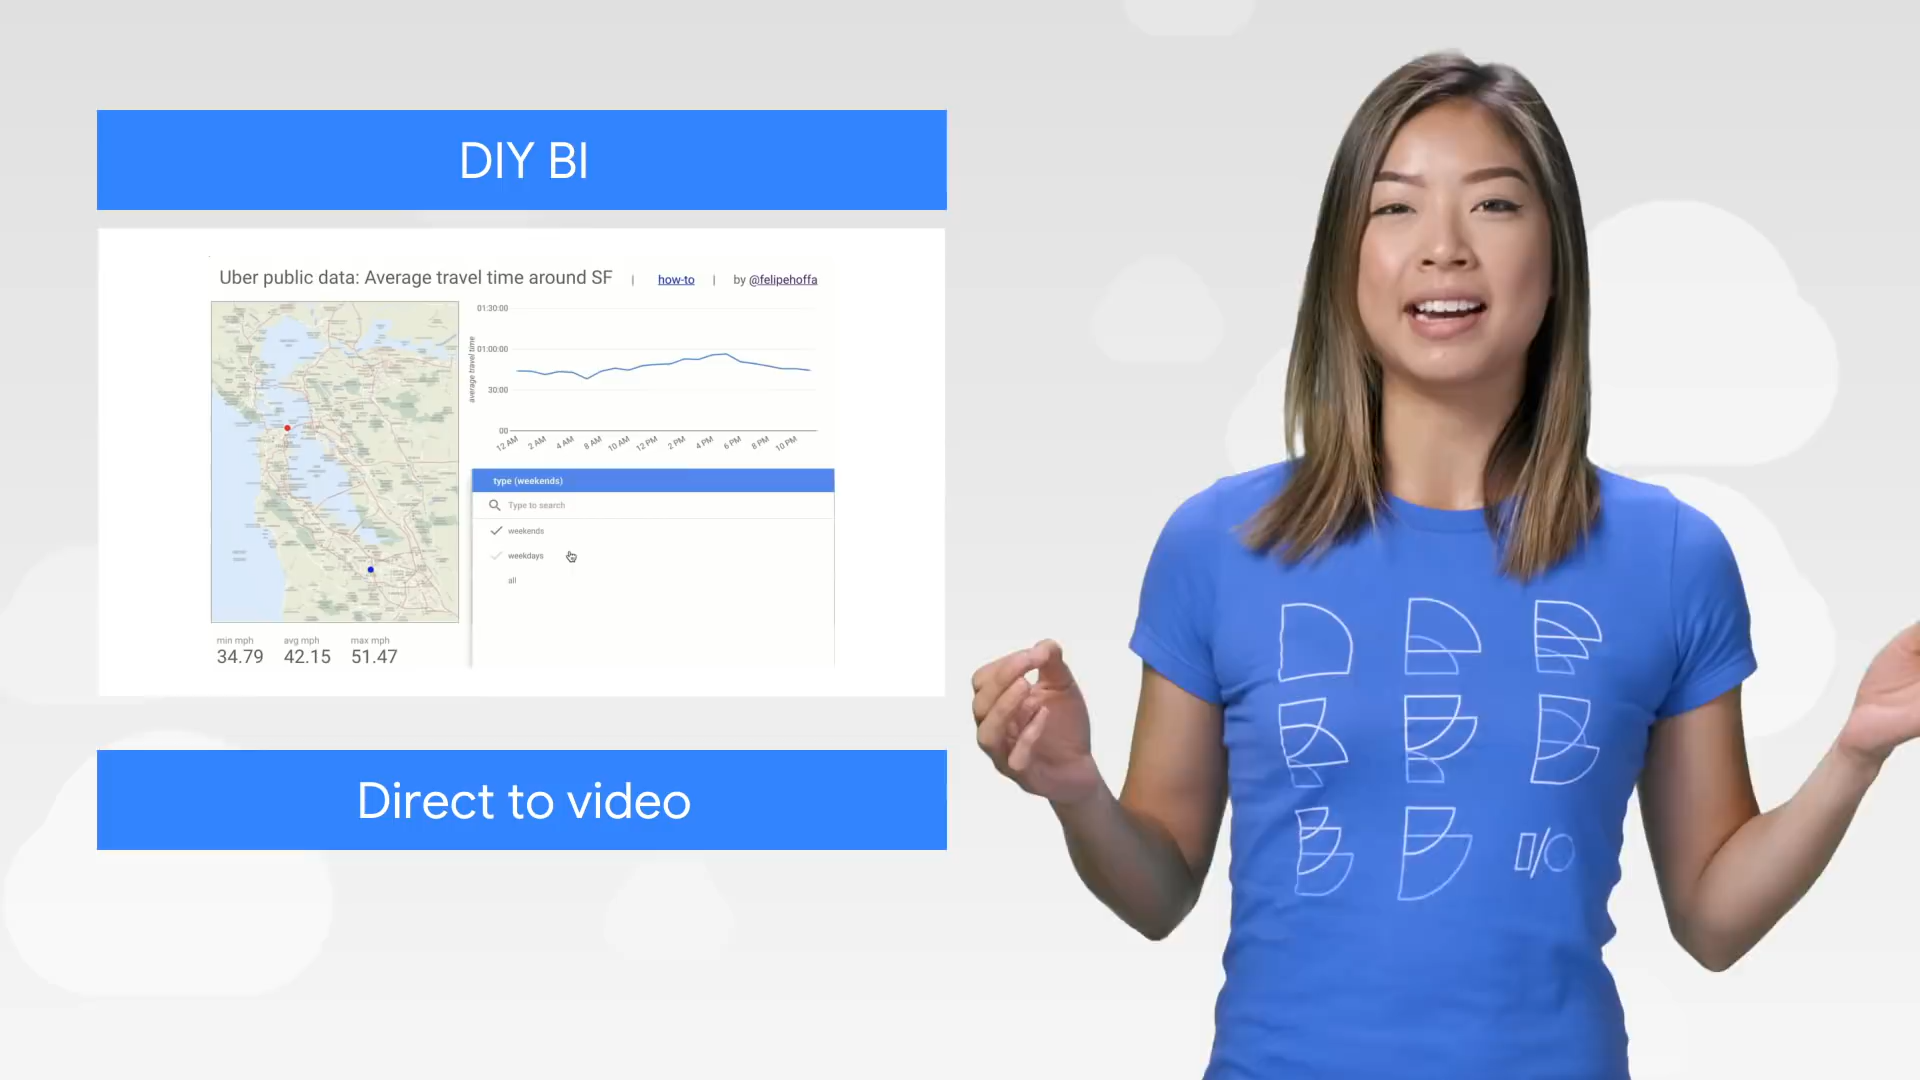 DIY BI
Uber public data: Average travel time around SF | how-to | by @felipehoffa
01:30:00
01:00:00
30:00
00
average travel time
12 AM 2 AM 4 AM 8 AM 10 AM 12 PM 2 PM 4 PM 6 PM 8 PM 10 PM
type (weekends)
Type to search
weekends
weekdays
all
min mph avg mph max mph
34.79 42.15 51.47
Direct to video
I/O